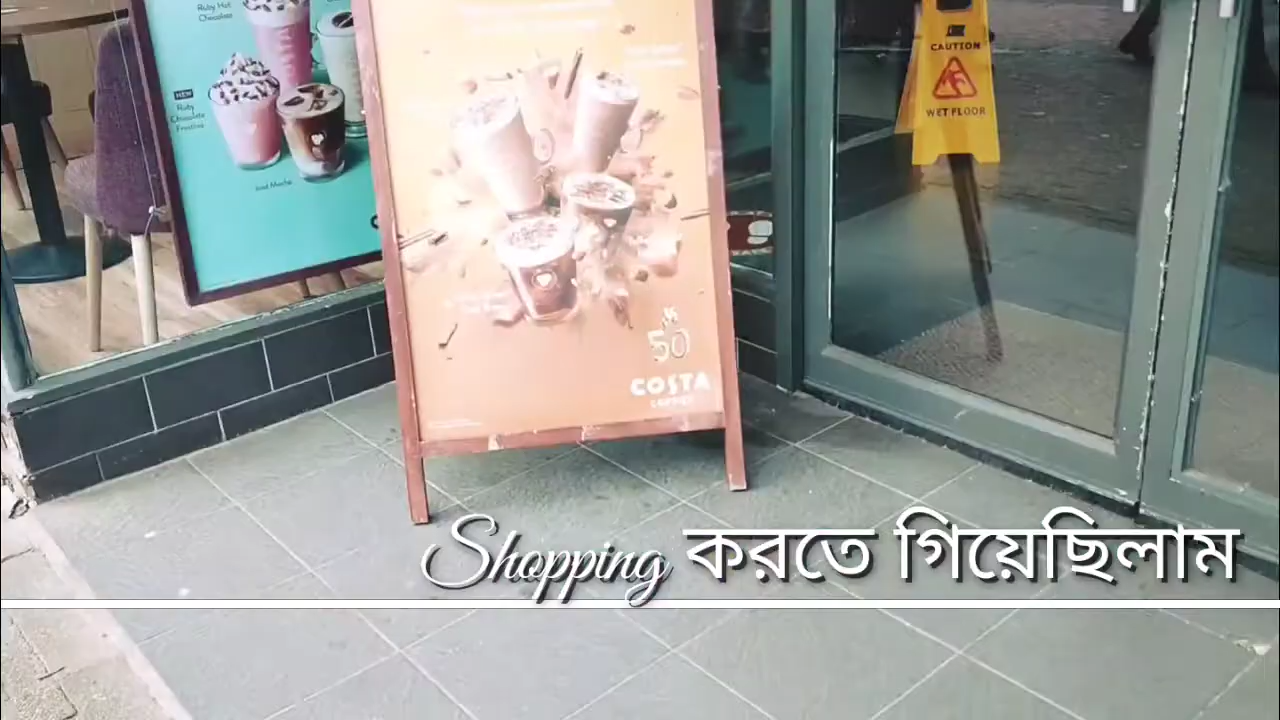 Ruby Hot
Chocolate
NEW
Ruby
Chocolate
Frostino
Iced Mocha
50
COSTA
COFFEE
CAUTION
WET FLOOR
Shopping করতে গিয়েছিলাম